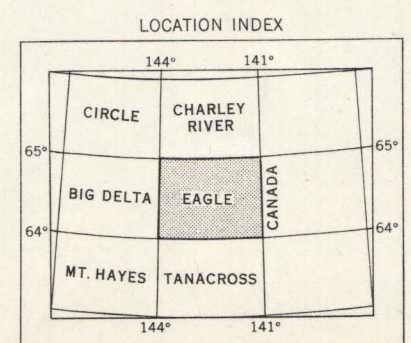 LOCATION INDEX
144° 141°
CIRCLE CHARLEY
RIVER
65° 65°
BIG DELTA EAGLE CANADA
64° 64°
MT. HAYES TANACROSS
144° 141°